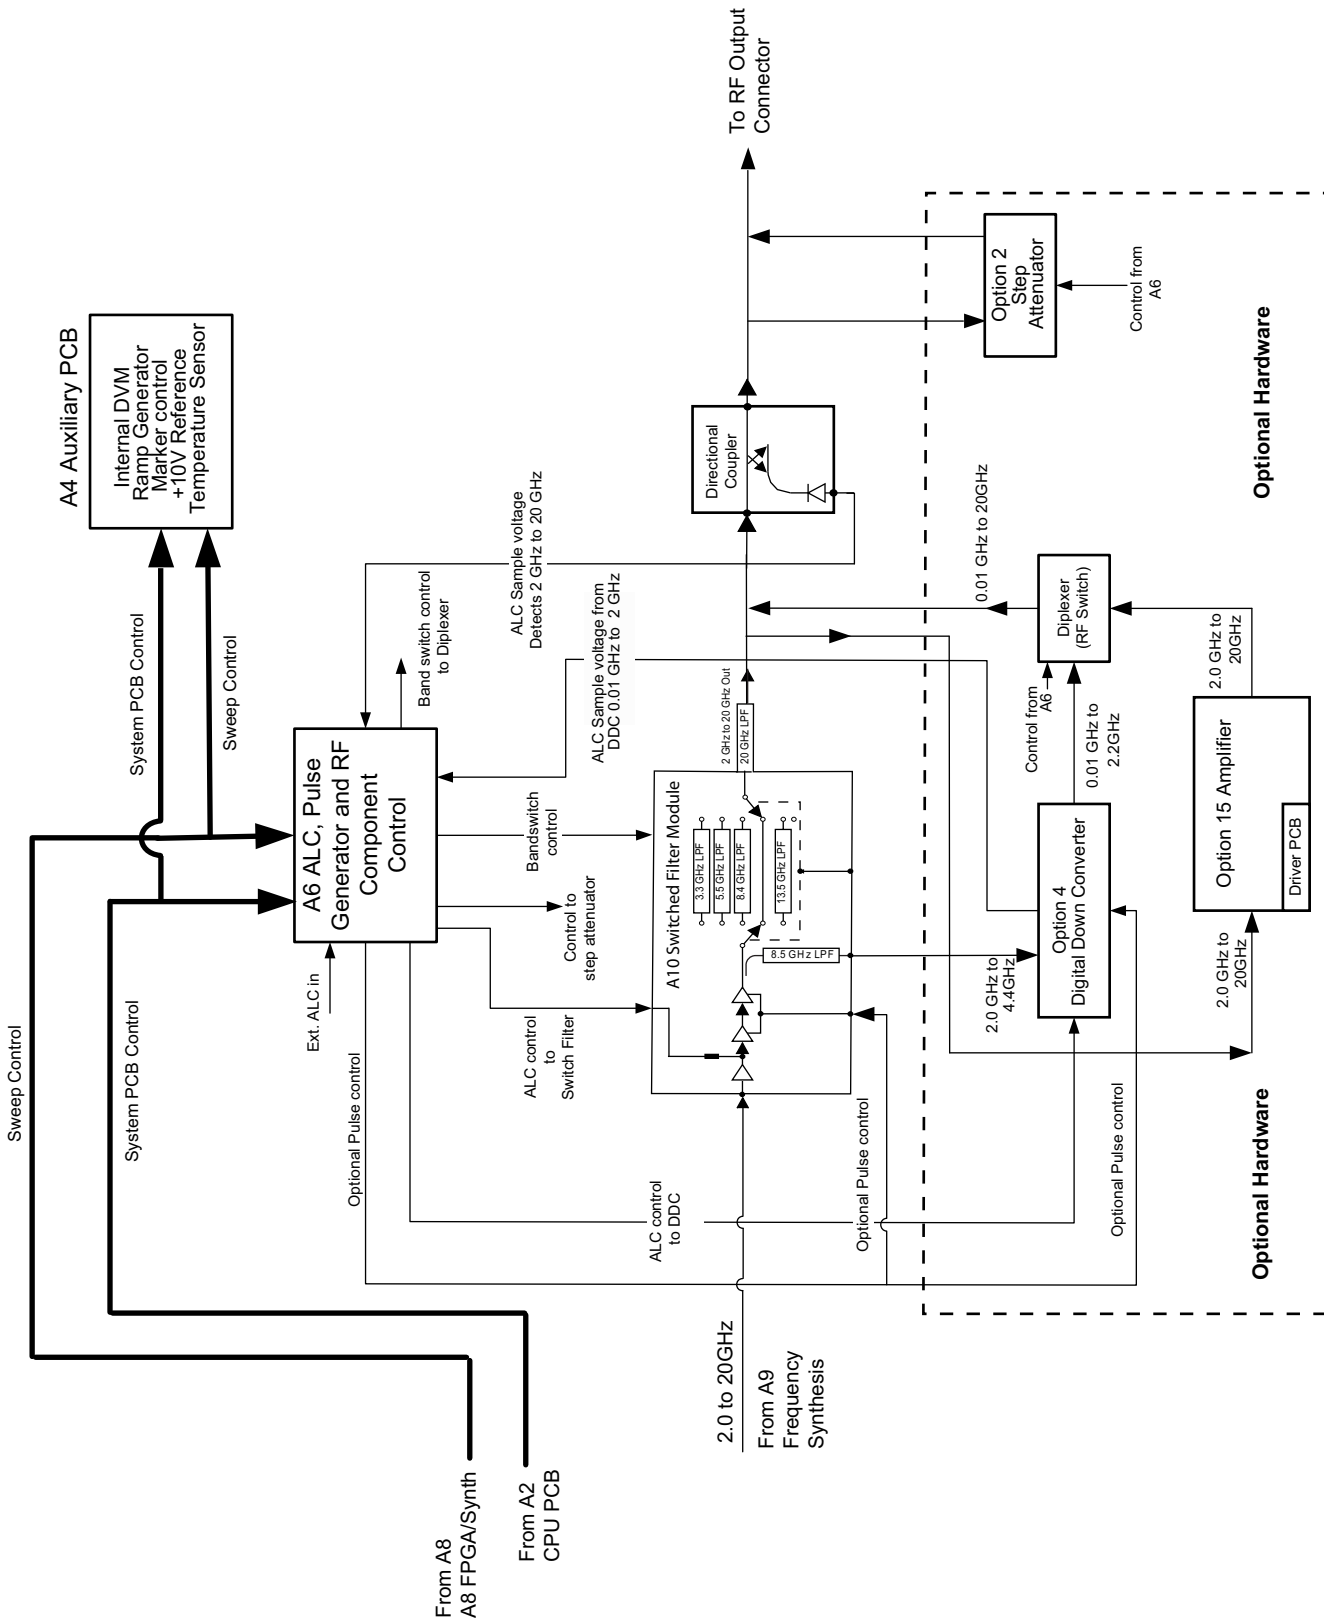 Sweep Control
System PCB Control
From A8
A8 FPGA/Synth
From A2
CPU PCB
A4 Auxiliary PCB
Internal DVM
Ramp Generator
Marker control
+10V Reference
Temperature Sensor
System PCB Control
Sweep Control
A6 ALC, Pulse
Generator and RF
Component
Control
Ext. ALC in
Optional Pulse control
ALC control
to
Switch Filter
Control to
step attenuator
Bandswitch
control
Band switch control
to Diplexer
ALC Sample voltage from
DDC 0.01 GHz to 2 GHz
ALC Sample voltage
Detects 2 GHz to 20 GHz
ALC control
to DDC
2.0 to 20GHz
From A9
Frequency
Synthesis
A10 Switched Filter Module
3.3 GHz LPF
5.5 GHz LPF
8.4 GHz LPF
13.5 GHz LPF
8.5 GHz LPF
2 GHz to 20 GHz Out
20 GHz LPF
Directional
Coupler
To RF Output
Connector
Optional Pulse control
2.0 GHz to
4.4GHz
Option 4
Digital Down Converter
0.01 GHz to
2.2GHz
Control from
A6
Diplexer
(RF Switch)
0.01 GHz to 20GHz
Option 2
Step
Attenuator
Control from
A6
Optional Pulse control
2.0 GHz to
20GHz
Option 15 Amplifier
Driver PCB
2.0 GHz to
20GHz
Optional Hardware
Optional Hardware